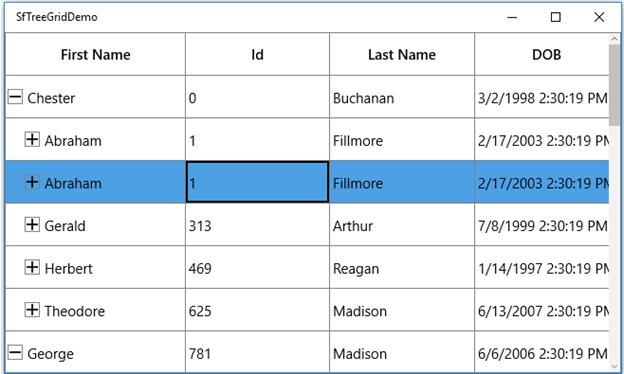 SfTreeGridDemo
First Name Id Last Name DOB
Chester 0 Buchanan 3/2/1998 2:30:19 PM
Abraham 1 Fillmore 2/17/2003 2:30:19 PM
Abraham 1 Fillmore 2/17/2003 2:30:19 PM
Gerald 313 Arthur 7/8/1999 2:30:19 PM
Herbert 469 Reagan 1/14/1997 2:30:19 PM
Theodore 625 Madison 6/13/2007 2:30:19 PM
George 781 Madison 6/6/2006 2:30:19 PM